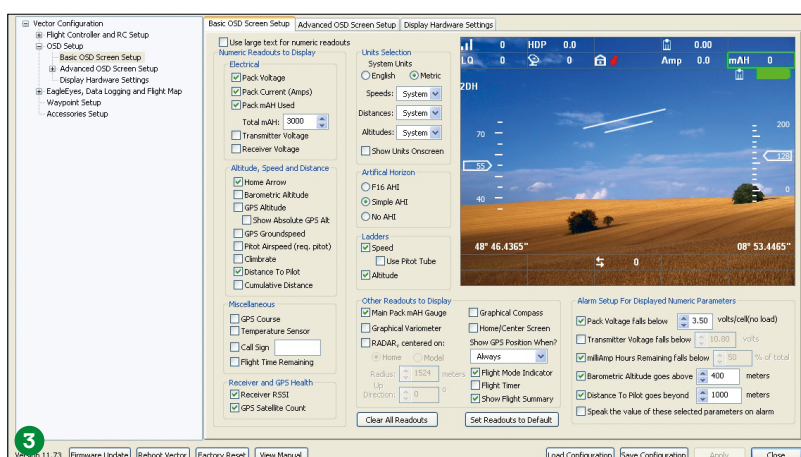 Vector Configuration
Flight Controller and RC Setup
OSD Setup
Basic OSD Screen Setup
Advanced OSD Screen Setup
Display Hardware Settings
EagleEyes, Data Logging and Flight Map
Waypoint Setup
Accessories Setup
Basic OSD Screen Setup Advanced OSD Screen Setup Display Hardware Settings
Use large text for numeric readouts
Numeric Readouts to Display
Electrical
Pack Voltage
Pack Current (Amps)
Pack mAH Used
Total mAH: 3000
Transmitter Voltage
Receiver Voltage
Altitude, Speed and Distance
Home Arrow
Barometric Altitude
GPS Altitude
Show Absolute GPS Alt
GPS Groundspeed
Pitot Airspeed (req. pitot)
Climbrate
Distance To Pilot
Cumulative Distance
Miscellaneous
GPS Course
Temperature Sensor
Call Sign
Flight Time Remaining
Receiver and GPS Health
Receiver RSSI
GPS Satellite Count
Units Selection
System Units
English Metric
Speeds: System
Distances: System
Altitudes: System
Show Units Onscreen
Artifical Horizon
F16 AHI
Simple AHI
No AHI
Ladders
Speed
Use Pitot Tube
Altitude
0 HDP 0.0 0.00
LQ 0 0 Amp 0.0 mAH 0
2DH
70 200
55 120
40 0
48° 46.4365" 08° 53.4465"
0
Other Readouts to Display
Main Pack mAH Gauge
Graphical Variometer
RADAR, centered on:
Home Model
Radius: 1524 meters
Up
Direction: 0 °
Graphical Compass
Home/Center Screen
Show GPS Position When?
Always
Flight Mode Indicator
Flight Timer
Show Flight Summary
Clear All Readouts Set Readouts to Default
Alarm Setup For Displayed Numeric Parameters
Pack Voltage falls below 3.50 volts/cell(no load)
Transmitter Voltage falls below 10.80 volts
milliAmp Hours Remaining falls below 50 % of total
Barometric Altitude goes above 400 meters
Distance To Pilot goes beyond 1000 meters
Speak the value of these selected parameters on alarm
3
11.73 Firmware Update Reboot Vector Factory Reset View Manual Load Configuration Save Configuration Apply Close